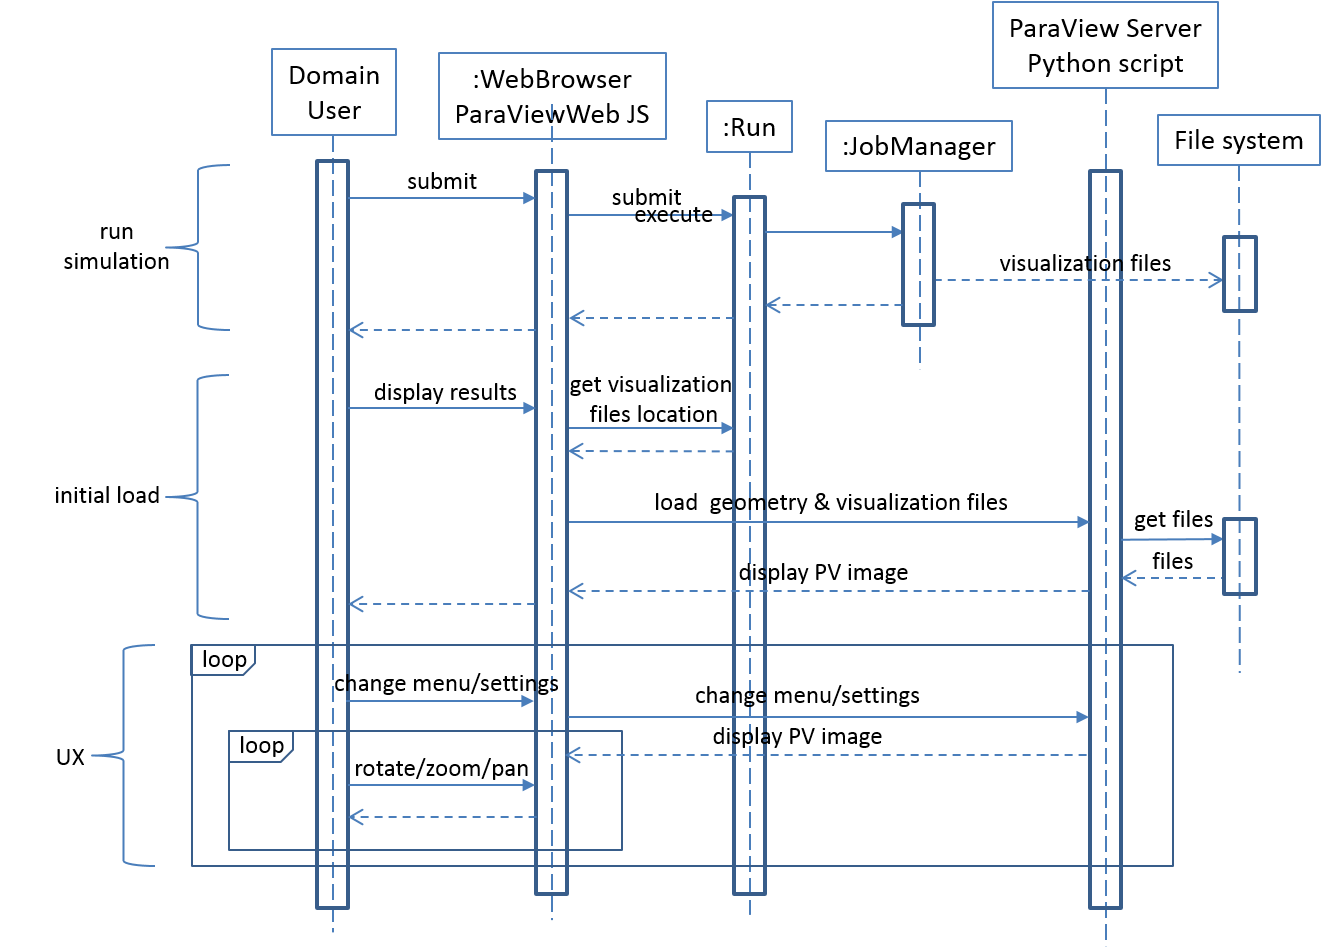 Domain
User
:WebBrowser
ParaViewWeb JS
:Run
:JobManager
ParaView Server
Python script
File system
run
simulation
submit
submit
execute
visualization files
initial load
display results
get visualization
files location
load  geometry & visualization files
get files
files
display PV image
UX
loop
change menu/settings
change menu/settings
display PV image
loop
rotate/zoom/pan